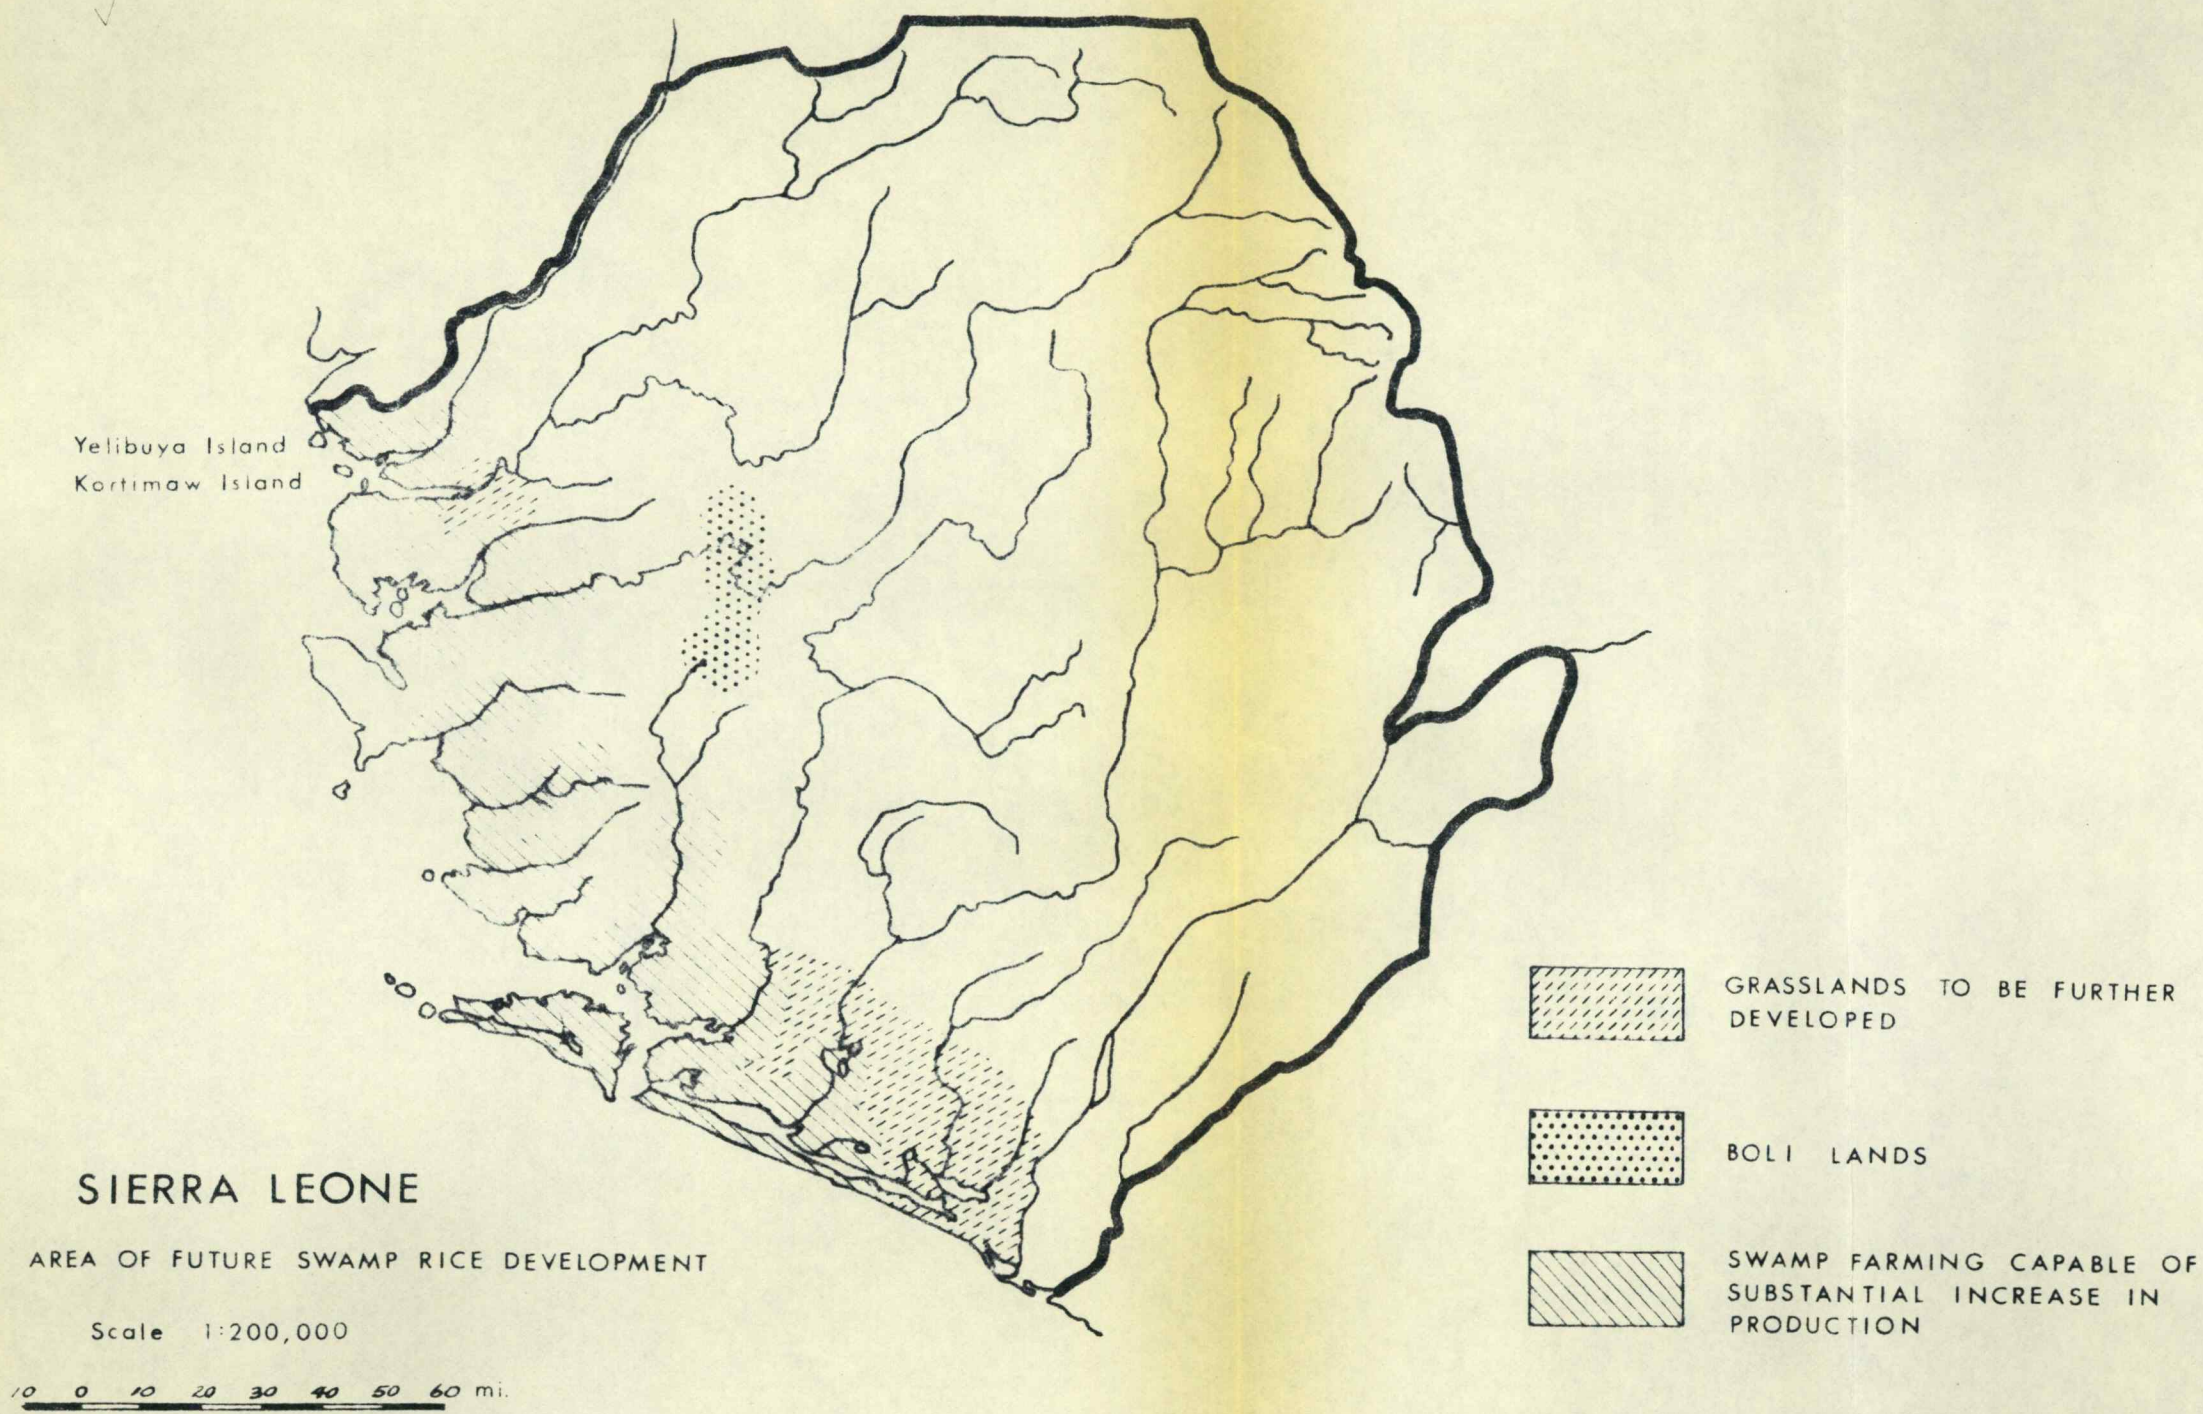 Yelibuya Island
Kortimaw Island
GRASSLANDS TO BE FURTHER
DEVELOPED
BOLI LANDS
SWAMP FARMING CAPABLE OF
SUBSTANTIAL INCREASE IN
PRODUCTION
SIERRA LEONE
AREA OF FUTURE SWAMP RICE DEVELOPMENT
Scale 1:200,000
10 0 10 20 30 40 50 60 mi.